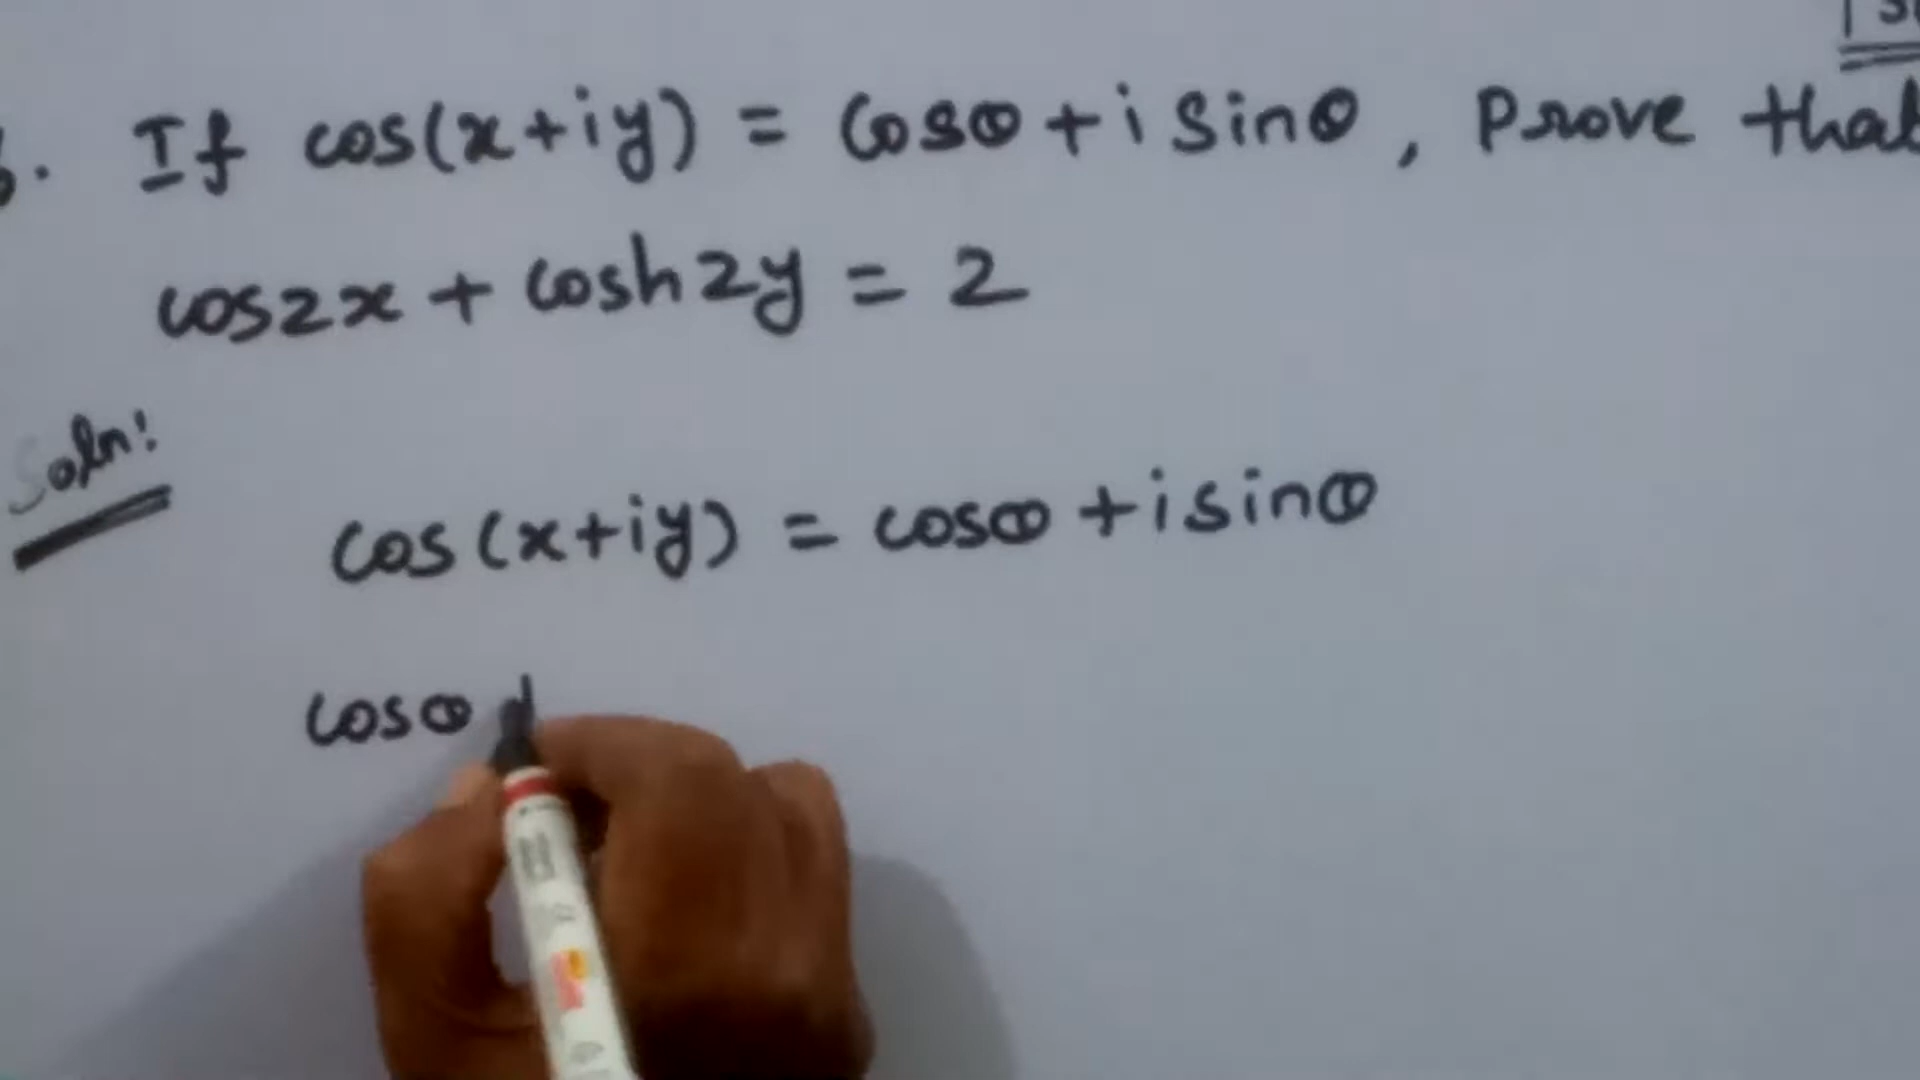 If cos(x+iy) = cosθ + i sinθ, Prove that
cos2x + cosh2y = 2
Soln:
cos(x+iy) = cosθ + i sinθ
cosθ